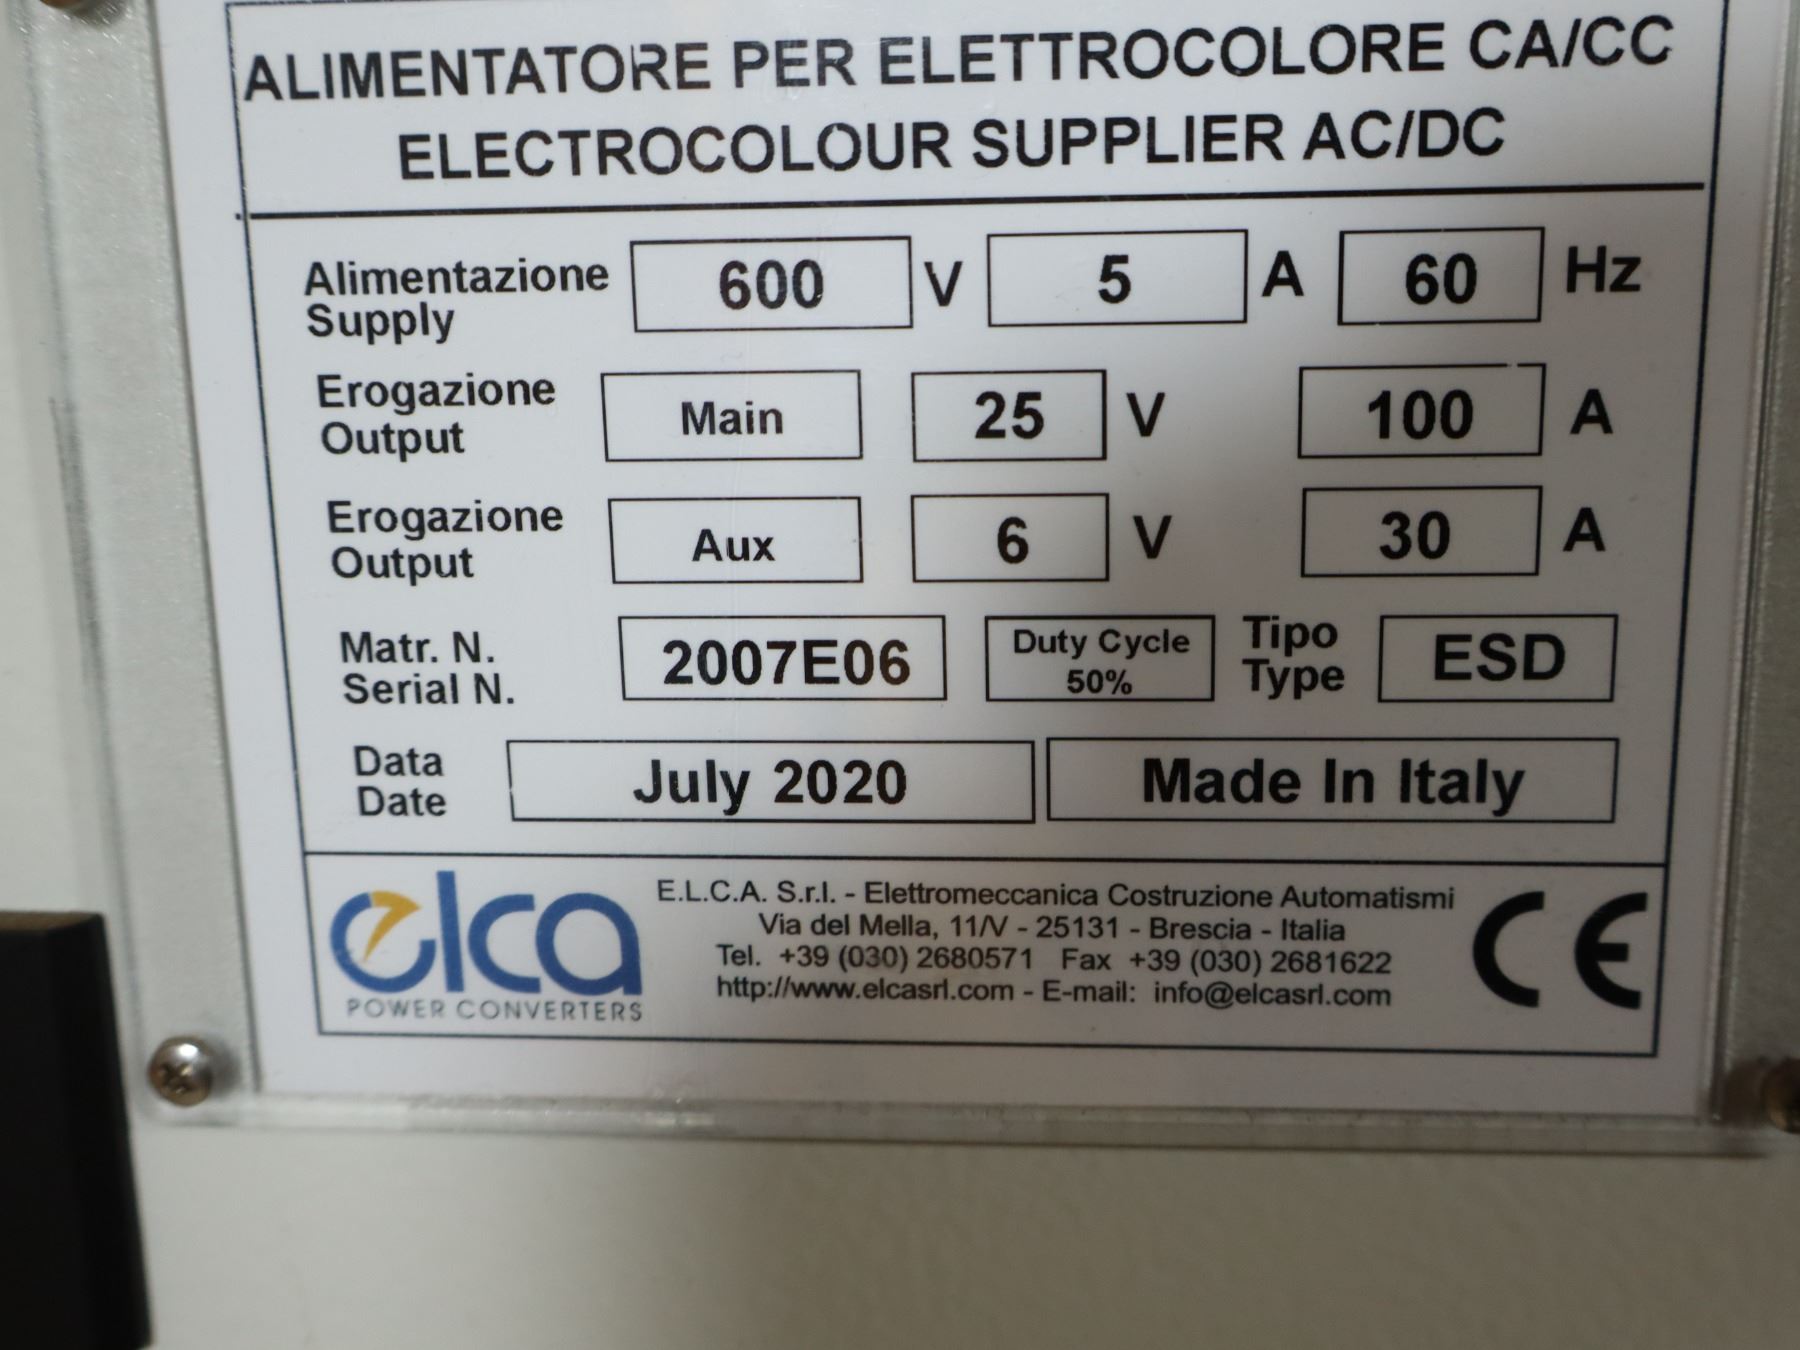 ALIMENTATORE PER ELETTROCOLORE CA/CC
ELECTROCOLOUR SUPPLIER AC/DC
Alimentazione
Supply
600 V 5 A 60 Hz
Erogazione
Output
Main 25 V 100 A
Erogazione
Output
Aux 6 V 30 A
Matr. N.
Serial N.
2007E06
Duty Cycle
50%
Tipo
Type
ESD
Data
Date
July 2020
Made In Italy
elca
POWER CONVERTERS
E.L.C.A. S.r.l. - Elettromeccanica Costruzione Automatismi
Via del Mella, 11/V - 25131 - Brescia - Italia
Tel. +39 (030) 2680571 Fax +39 (030) 2681622
http://www.elcasrl.com - E-mail: info@elcasrl.com
CE